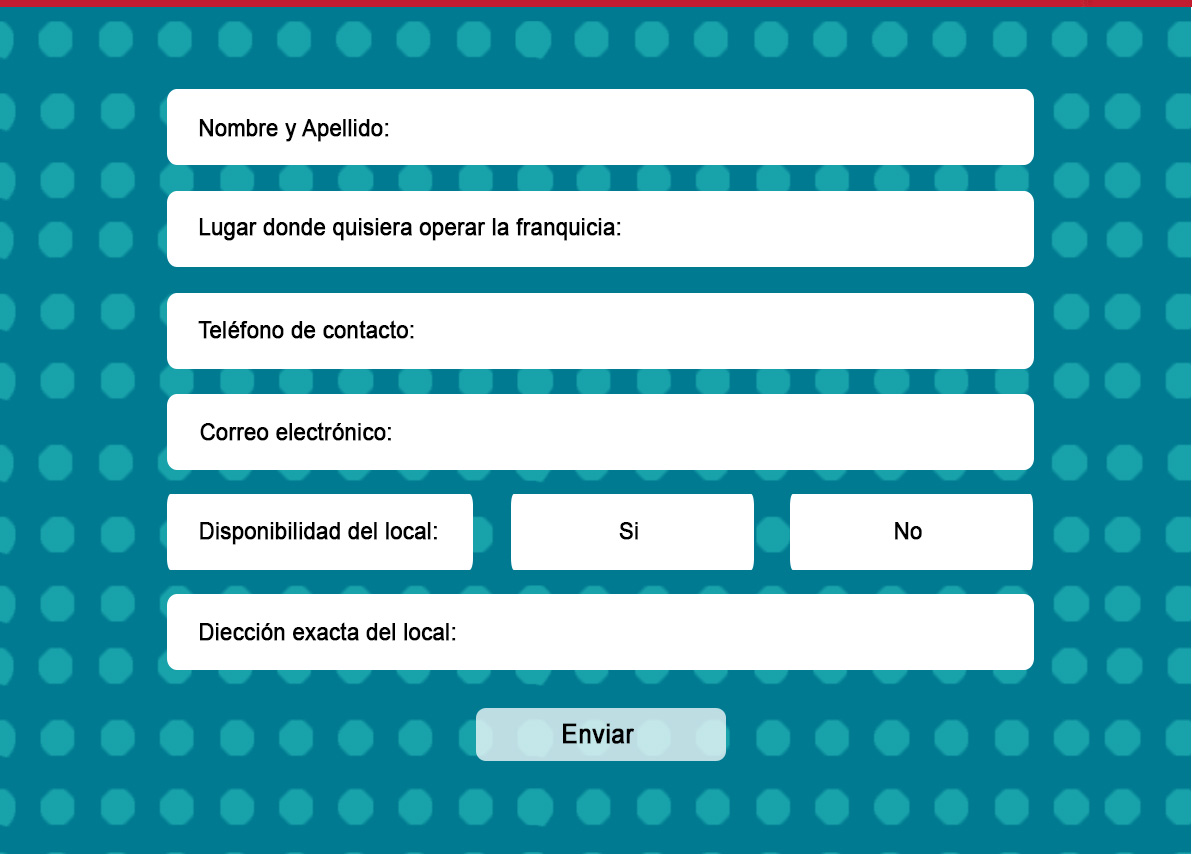 Nombre y Apellido:
Lugar donde quisiera operar la franquicia:
Teléfono de contacto:
Correo electrónico:
Disponibilidad del local: Si No
Diección exacta del local:
Enviar